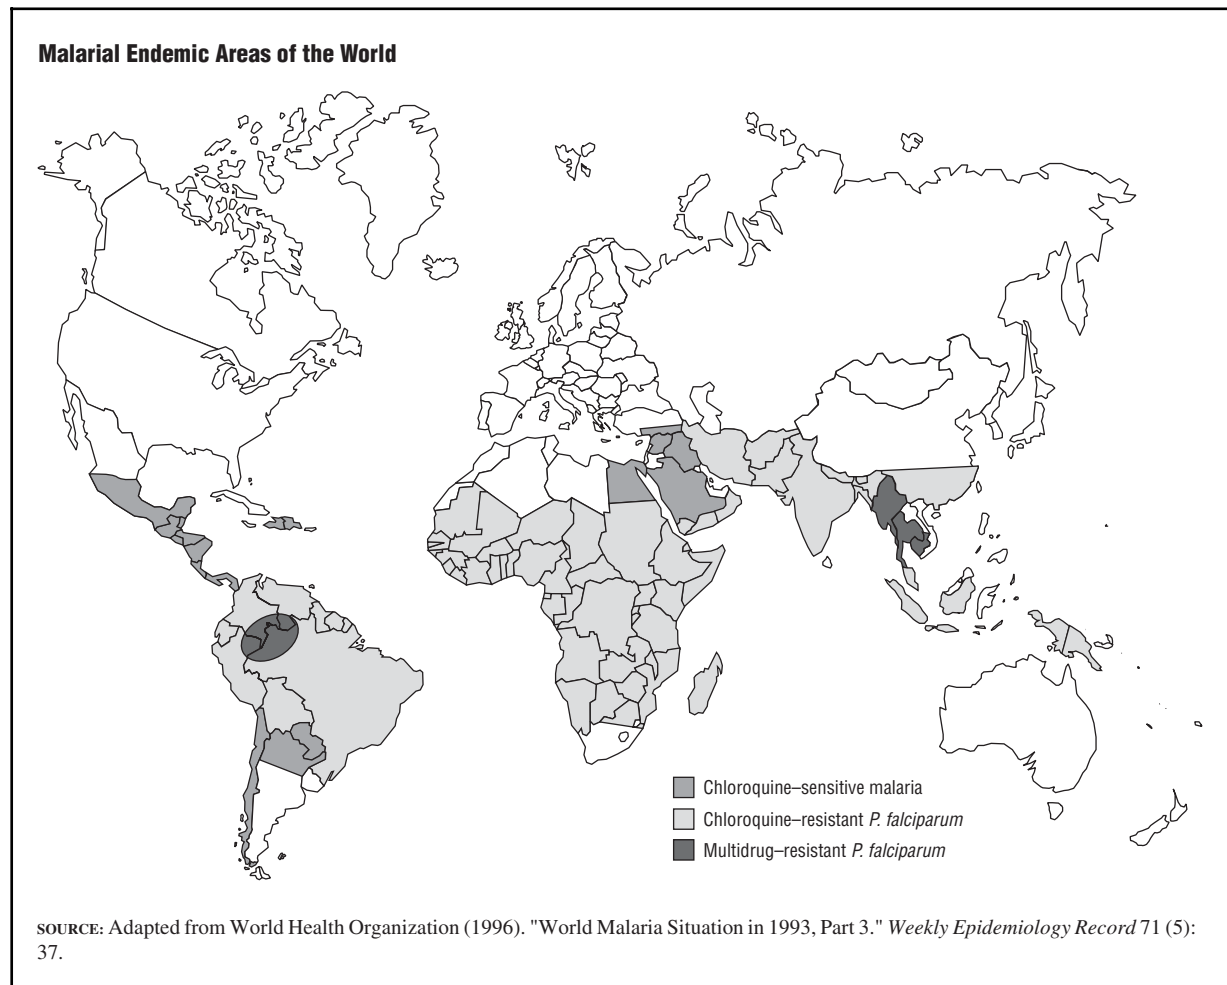 Malarial Endemic Areas of the World
Chloroquine–sensitive malaria
Chloroquine–resistant P. falciparum
Multidrug–resistant P. falciparum
SOURCE: Adapted from World Health Organization (1996). "World Malaria Situation in 1993, Part 3." Weekly Epidemiology Record 71 (5):
37.